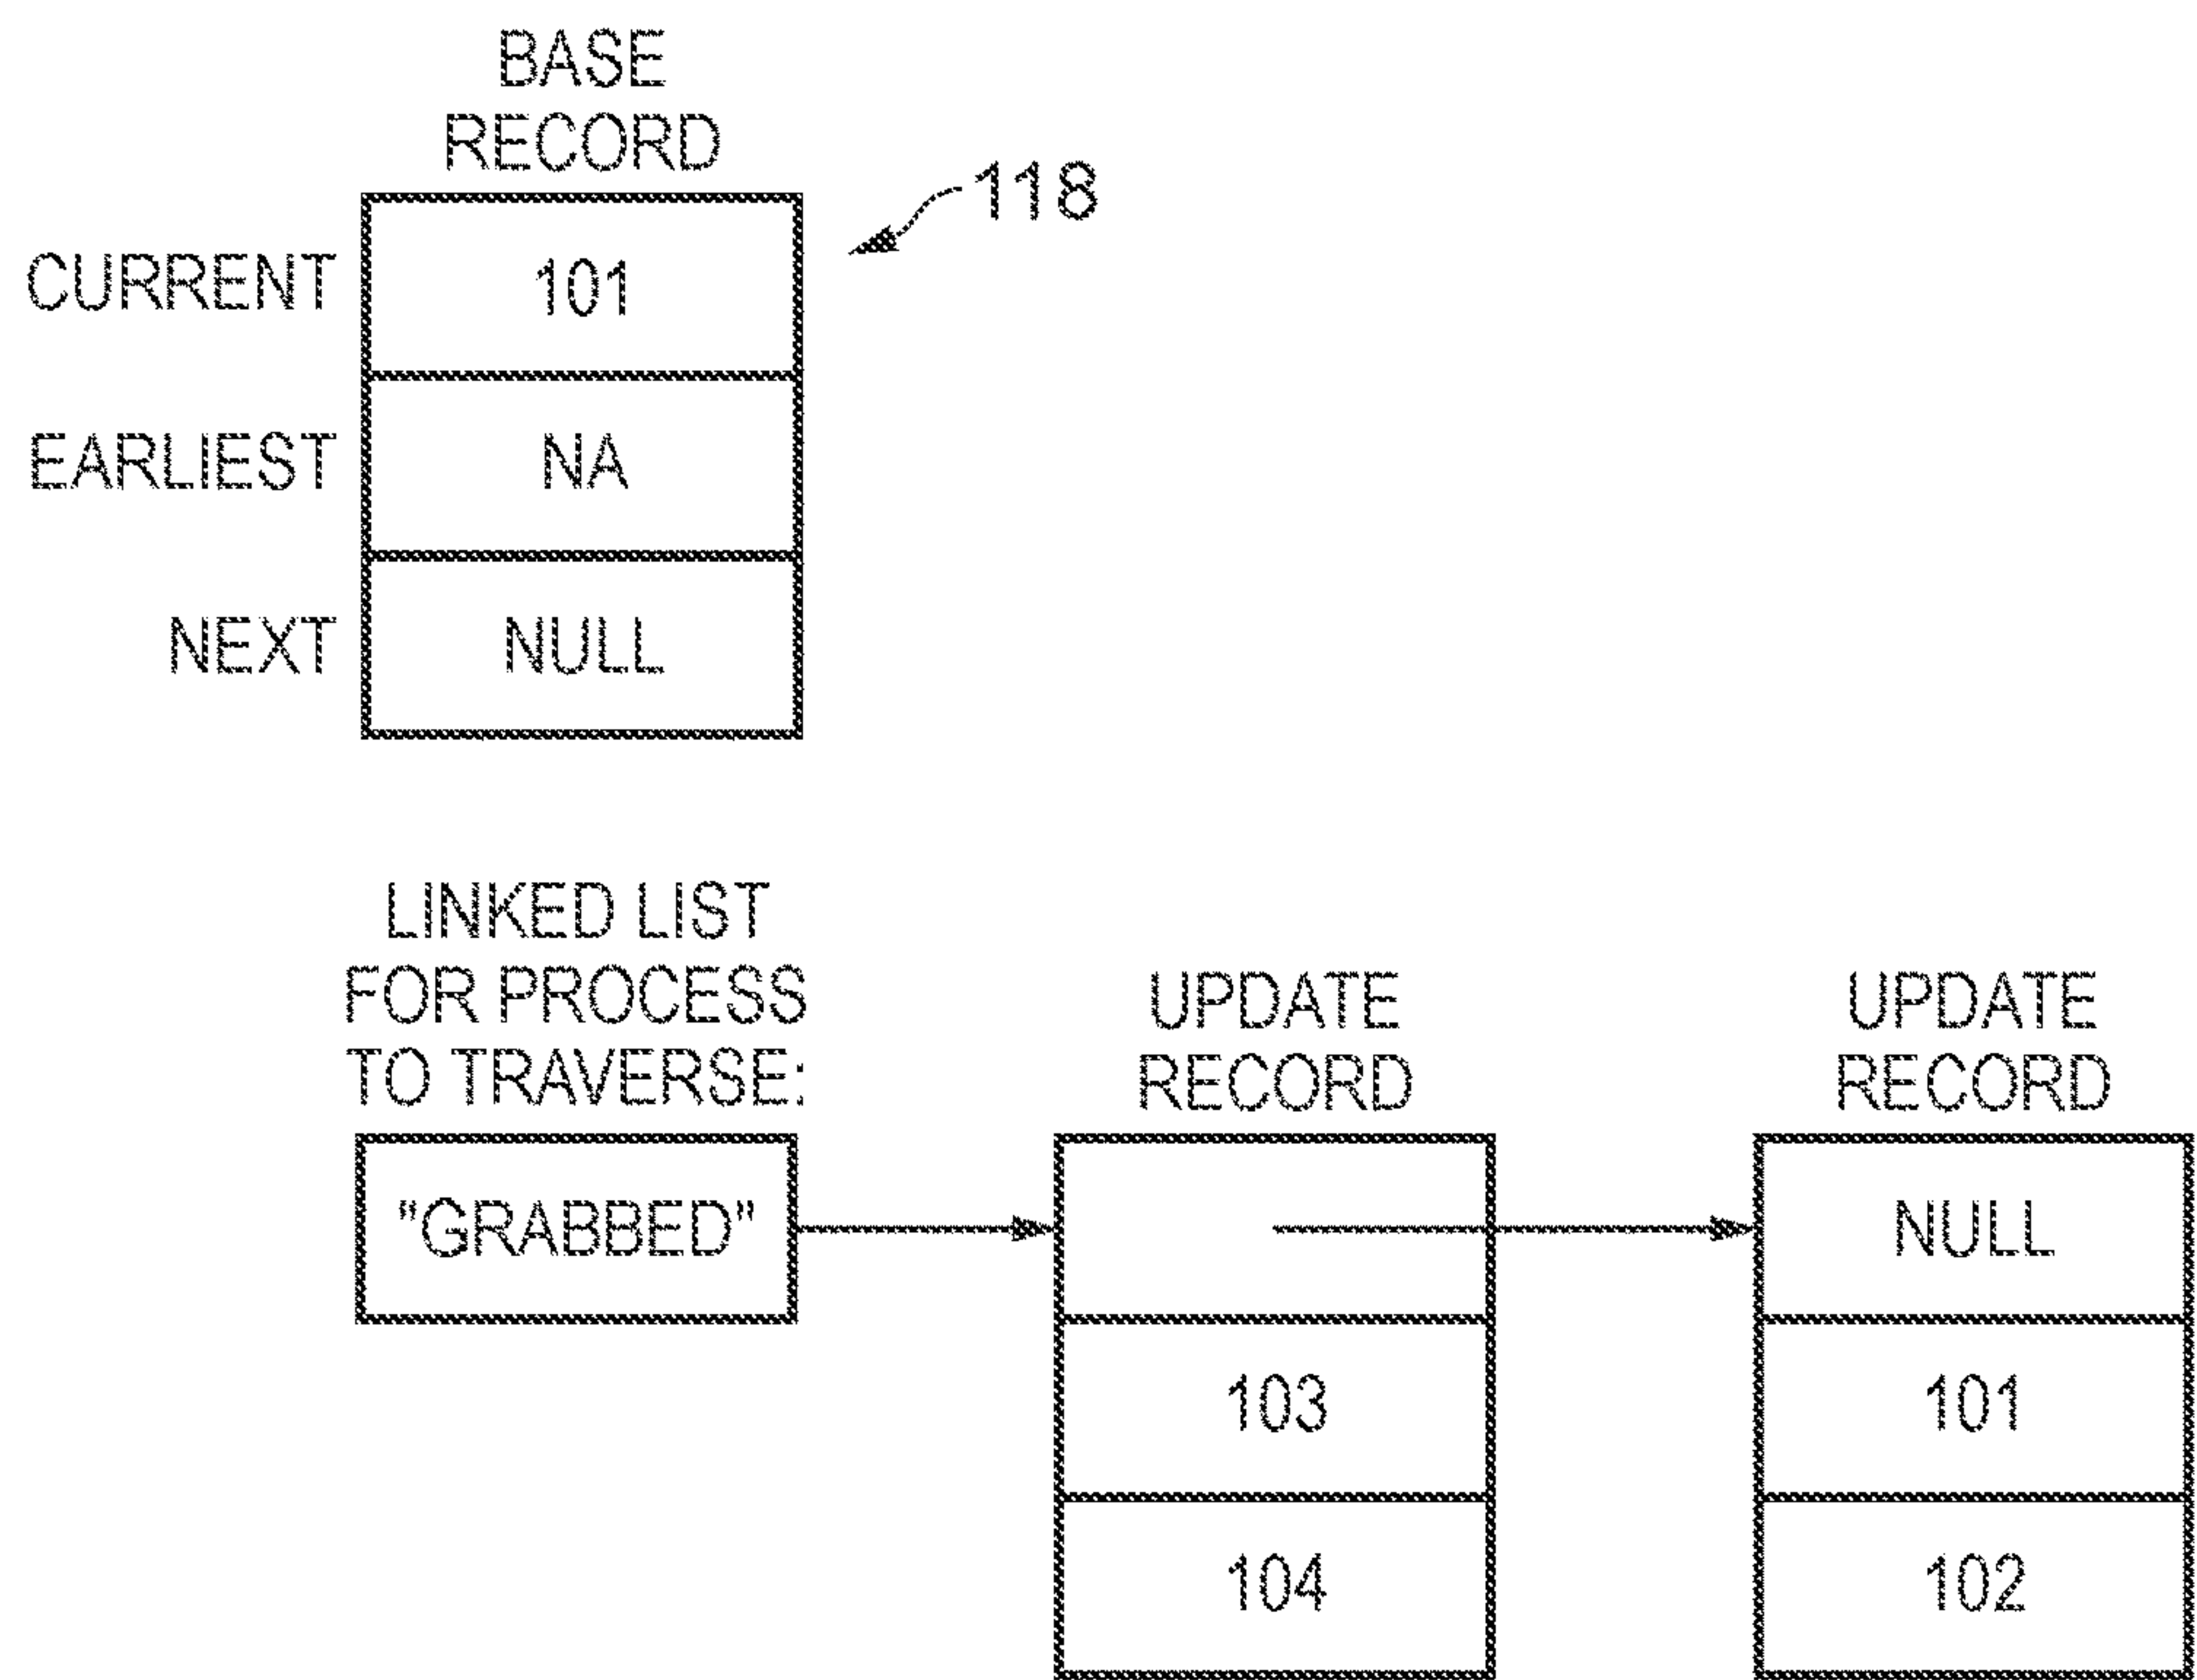 BASE
RECORD
118
CURRENT 101
EARLIEST NA
NEXT NULL
LINKED LIST
FOR PROCESS
TO TRAVERSE:
UPDATE
RECORD
UPDATE
RECORD
"GRABBED" NULL
103 101
104 102